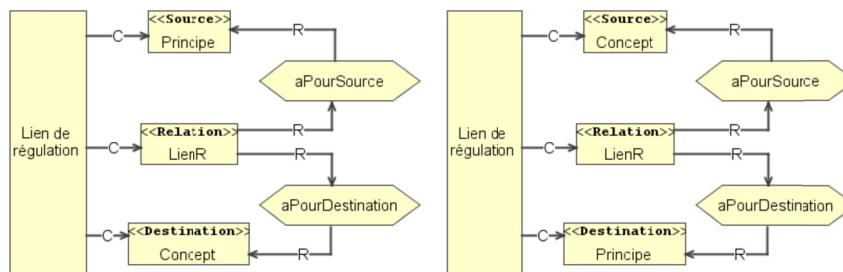 <<Source>>
Principe
C
R
aPourSource
Lien de
régulation
C
<<Relation>>
LienR
R
R
aPourDestination
C
<<Destination>>
Concept
R
<<Source>>
Concept
C
R
aPourSource
Lien de
régulation
C
<<Relation>>
LienR
R
R
aPourDestination
C
<<Destination>>
Principe
R